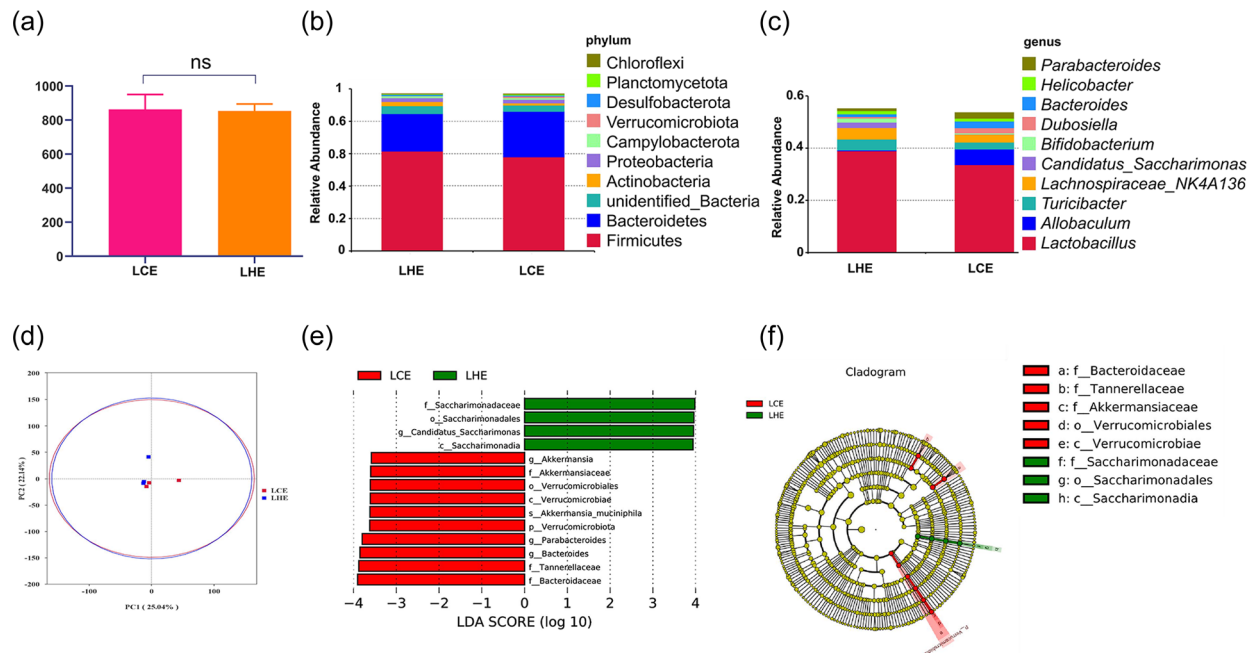 (a)
ns
1000
800
600
400
200
0
LCE
LHE
(b)
phylum
Chloroflexi
Planctomycetota
Desulfobacterota
Verrucomicrobiota
Campylobacterota
Proteobacteria
Actinobacteria
unidentified_Bacteria
Bacteroidetes
Firmicutes
Relative Abundance
1
0.6
0.6
0.4
0.2
0
LHE
LCE
(c)
genus
Parabacteroides
Helicobacter
Bacteroides
Dubosiella
Bifidobacterium
Candidatus_Saccharimonas
Lachnospiraceae_NK4A136
Turicibacter
Allobaculum
Lactobacillus
Relative Abundance
0.6
0.4
0.2
0
LHE
LCE
(d)
200
150
100
50
0
-50
-100
-150
-200
PC2 ( 22.14% )
-100
0
100
PC1 ( 25.04% )
LCE
LHE
(e)
LCE
LHE
f__Saccharimonadaceae
o__Saccharimonadales
g__Candidatus_Saccharimonas
c__Saccharimonadia
g__Akkermansia
f__Akkermansiaceae
o__Verrucomicrobiales
c__Verrucomicrobiae
s__Akkermansia_muciniphila
p__Verrucomicrobiota
g__Parabacteroides
g__Bacteroides
f__Tannerellaceae
f__Bacteroidaceae
−4
−3
−2
−1
0
1
2
3
4
LDA SCORE (log 10)
(f)
Cladogram
LCE
LHE
a: f__Bacteroidaceae
b: f__Tannerellaceae
c: f__Akkermansiaceae
d: o__Verrucomicrobiales
e: c__Verrucomicrobiae
f: f__Saccharimonadaceae
g: o__Saccharimonadales
h: c__Saccharimonadia